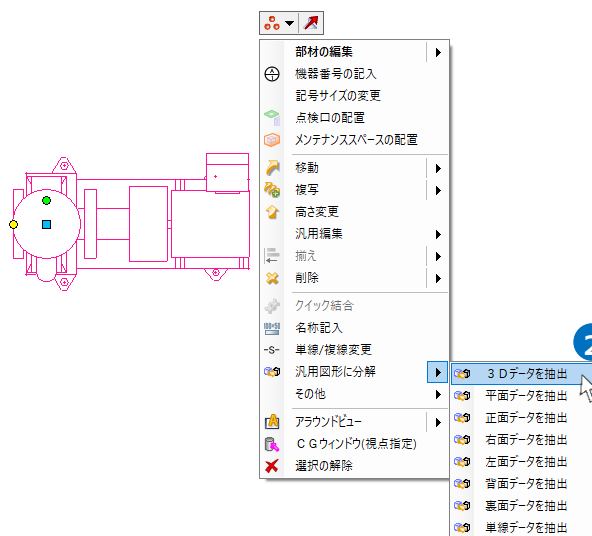 部材の編集
機器番号の記入
記号サイズの変更
点検口の配置
メンテナンススペースの配置
移動
複写
高さ変更
汎用編集
揃え
削除
クイック結合
名称記入
単線/複線変更
汎用図形に分解
その他
アラウンドビュー
ＣＧウィンドウ(視点指定)
選択の解除
2
３Ｄデータを抽出
平面データを抽出
正面データを抽出
右面データを抽出
左面データを抽出
背面データを抽出
裏面データを抽出
単線データを抽出